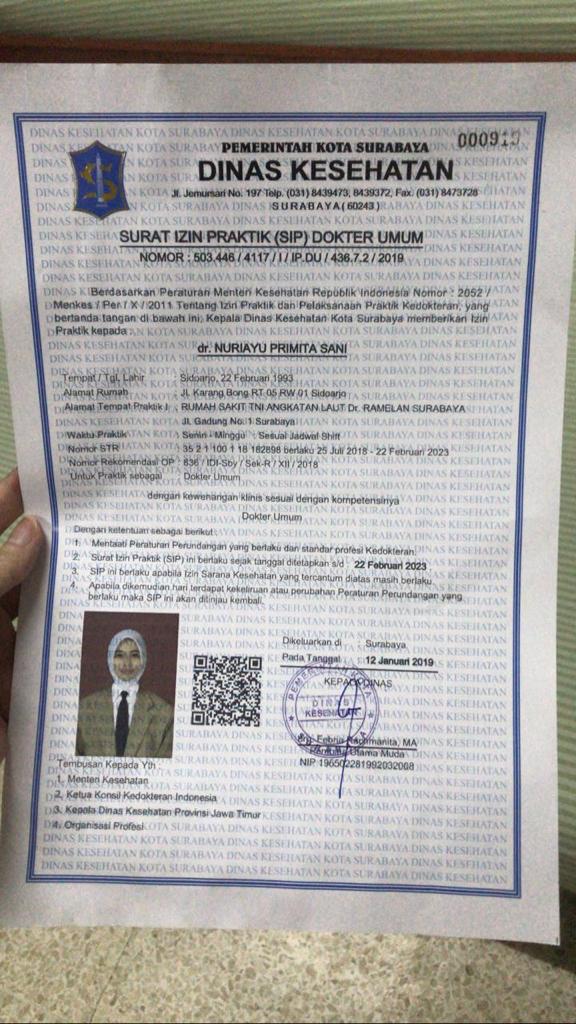 000919
PEMERINTAH KOTA SURABAYA
DINAS KESEHATAN
Jl. Jemursari No. 197 Telp. (031) 8439473, 8439372, Fax. (031) 8473728
SURABAYA ( 60243 )
SURAT IZIN PRAKTIK (SIP) DOKTER UMUM
NOMOR : 503.446 / 4117 / I / IP.DU / 436.7.2 / 2019
Berdasarkan Peraturan Menteri Kesehatan Republik Indonesia Nomor : 2052 /
Menkes / Per / X / 2011 Tentang Izin Praktik dan Pelaksanaan Praktik Kedokteran, yang
bertanda tangan di bawah ini, Kepala Dinas Kesehatan Kota Surabaya memberikan Izin
Praktik kepada :
dr. NURIAYU PRIMITA SANI
Tempat / Tgl. Lahir : Sidoarjo, 22 Februari 1993
Alamat Rumah : Jl. Karang Bong RT 05 RW 01 Sidoarjo
Alamat Tempat Praktik I : RUMAH SAKIT TNI ANGKATAN LAUT Dr. RAMELAN SURABAYA
Jl. Gadung No. 1 Surabaya
Waktu Praktik : Senin - Minggu : Sesuai Jadwal Shift
Nomor STR : 35 2 1 100 1 18 182898 berlaku 25 Juli 2018 - 22 Februari 2023
Nomor Rekomendasi OP : 836 / IDI-Sby / Sek-R / XII / 2018
Untuk Praktik sebagai : Dokter Umum
dengan kewenangan klinis sesuai dengan kompetensinya
Dokter Umum
Dengan ketentuan sebagai berikut :
1. Mentaati Peraturan Perundangan yang berlaku dan standar profesi Kedokteran.
2. Surat Izin Praktik (SIP) ini berlaku sejak tanggal ditetapkan s/d : 22 Februari 2023
3. SIP ini berlaku apabila Izin Sarana Kesehatan yang tercantum diatas masih berlaku.
4. Apabila dikemudian hari terdapat kekeliruan atau perubahan Peraturan Perundangan yang
berlaku maka SIP ini akan ditinjau kembali.
Dikeluarkan di : Surabaya
Pada Tanggal : 12 Januari 2019
KEPALA DINAS
DINAS
KESEHATAN
drg. Febria Rachmanita, MA
Pembina Utama Muda
NIP 196502281992032008
Tembusan Kepada Yth :
1. Menteri Kesehatan
2. Ketua Konsil Kedokteran Indonesia
3. Kepala Dinas Kesehatan Provinsi Jawa Timur
4. Organisasi Profesi